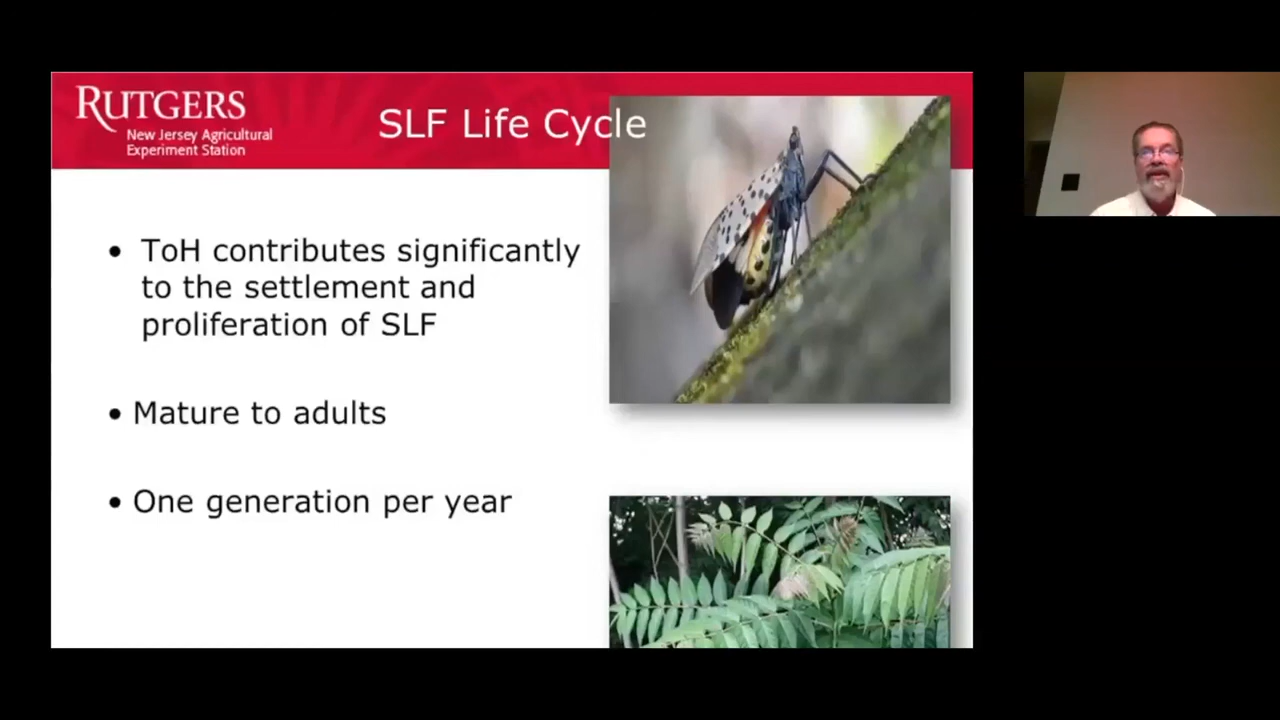 RUTGERS
New Jersey Agricultural
Experiment Station
SLF Life Cycle
• ToH contributes significantly
to the settlement and
proliferation of SLF
• Mature to adults
• One generation per year